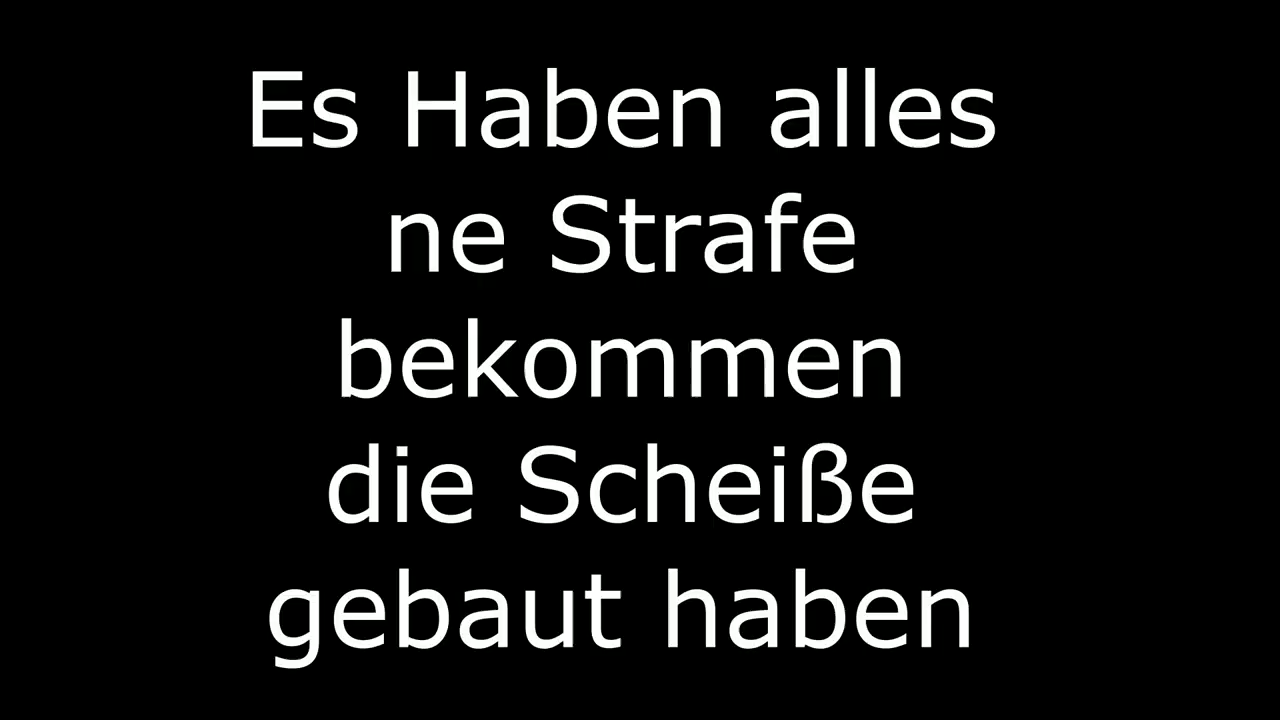 Es Haben alles
ne Strafe
bekommen
die Scheiße
gebaut haben